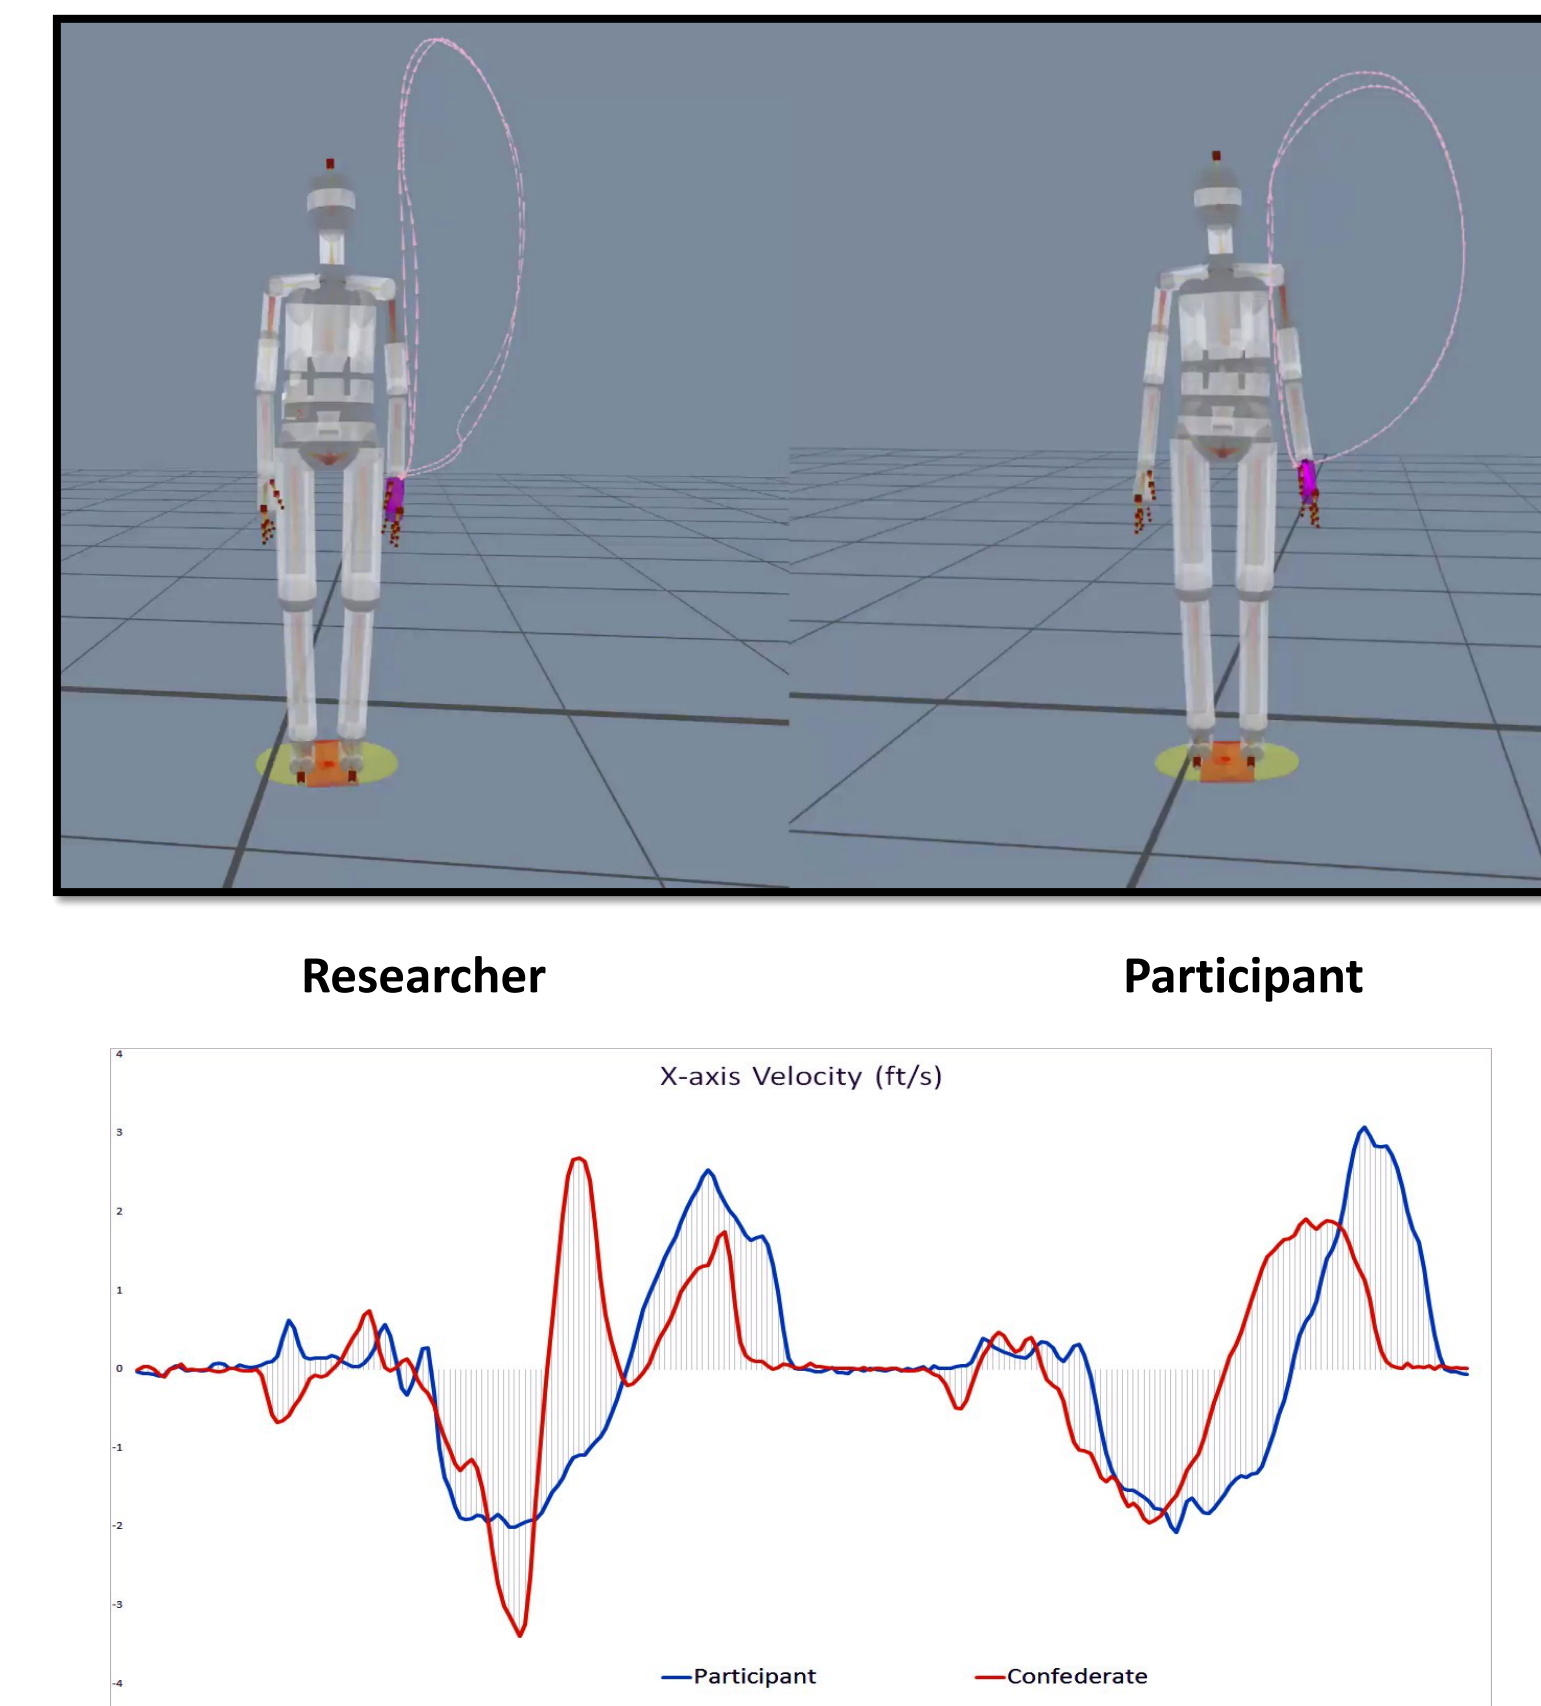 Researcher
Participant
X-axis Velocity (ft/s)
4
3
2
1
0
-1
-2
-3
-4
Participant
Confederate